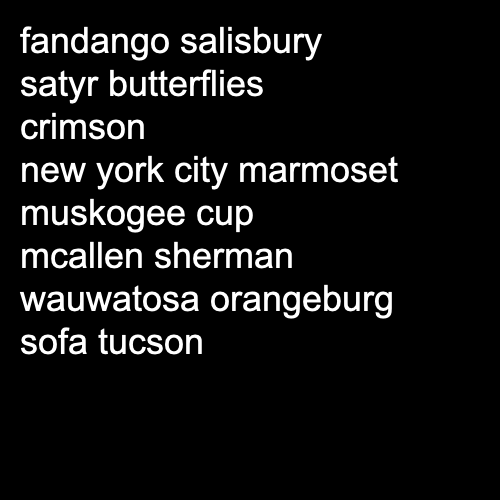 fandango salisbury
satyr butterflies
crimson
new york city marmoset
muskogee cup
mcallen sherman
wauwatosa orangeburg
sofa tucson